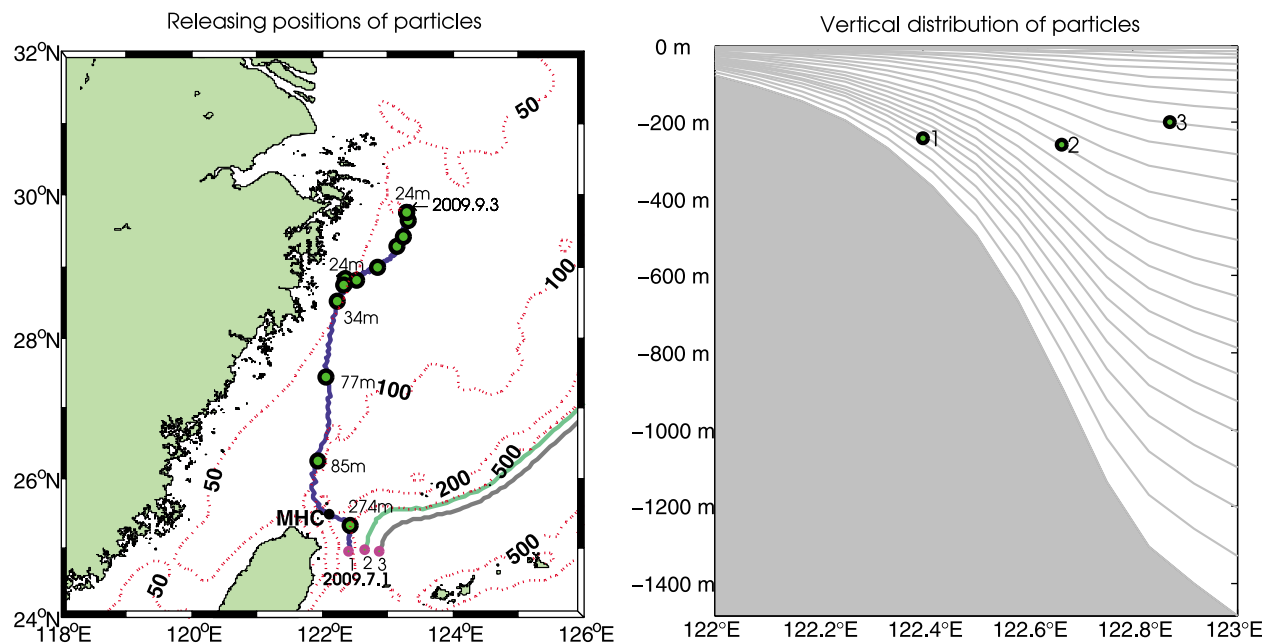 Releasing positions of particles
32°N
30°N
28°N
26°N
24°N
118°E
120°E
122°E
124°E
126°E
50
24m
2009.9.3
24m
100
34m
77m
100
85m
50
200
500
274m
MHC
1 2 3
2009.7.1
50
500
Vertical distribution of particles
0 m
−200 m
−400 m
−600 m
−800 m
−1000 m
−1200 m
−1400 m
1
2
3
122°E
122.2°E
122.4°E
122.6°E
122.8°E
123°E